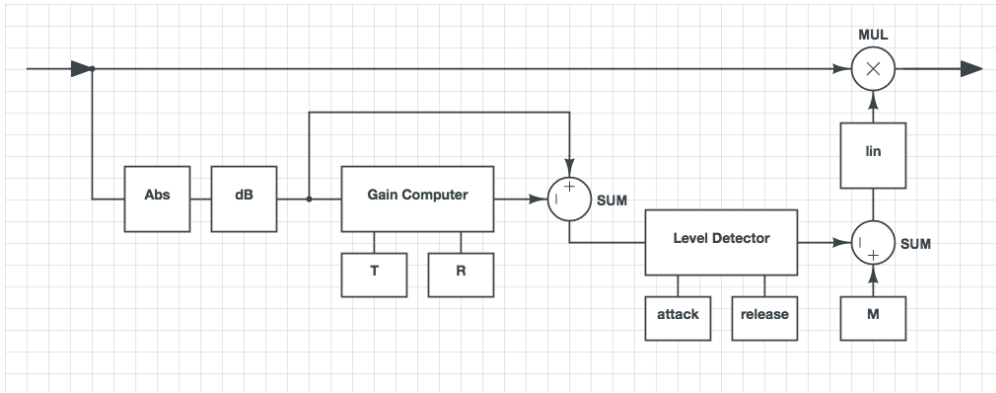 MUL
lin
Abs
dB
Gain Computer
+
−
SUM
Level Detector
−
+
SUM
T
R
attack
release
M